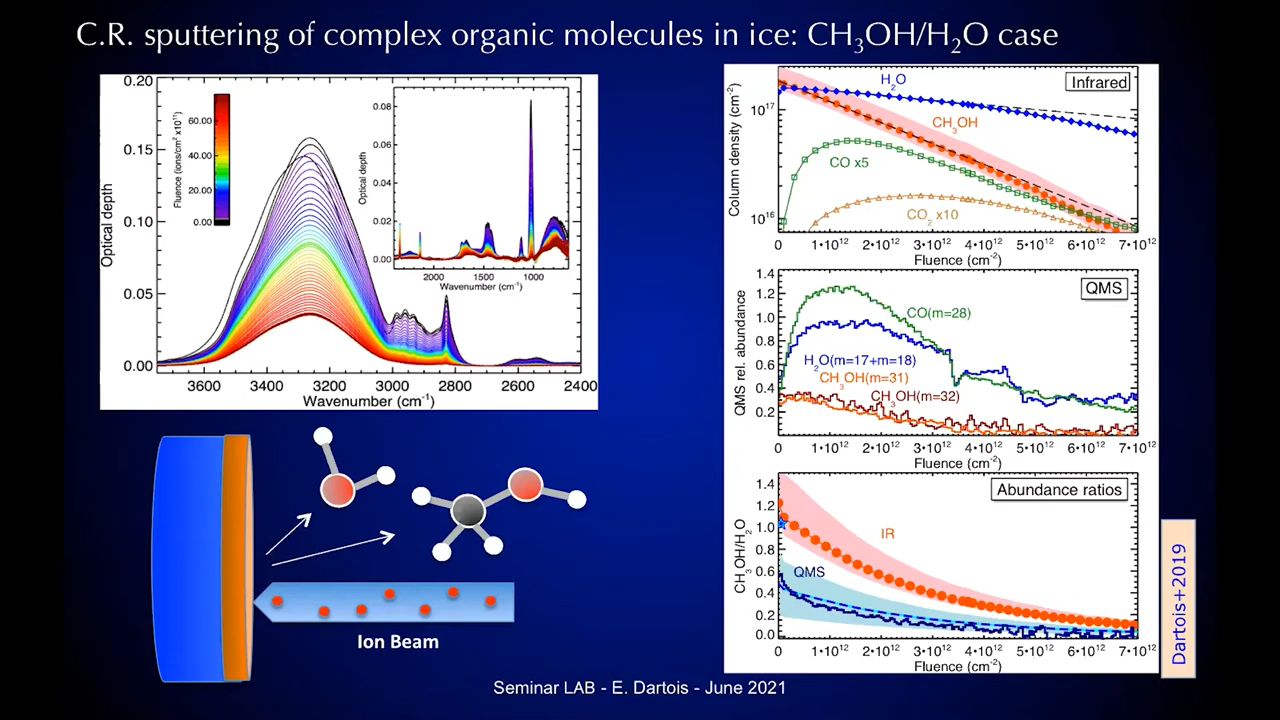 C.R. sputtering of complex organic molecules in ice: CH₃OH/H₂O case
0.20
0.15
0.10
0.05
0.00
Optical depth
3600 3400 3200 3000 2800 2600 2400
Wavenumber (cm⁻¹)
Fluence (ions/cm² x10¹¹)
60.00
40.00
20.00
0.00
0.08
0.06
0.04
0.02
0.00
Optical depth
2000 1500 1000
Wavenumber (cm⁻¹)
Ion Beam
Infrared
H₂O
CH₃OH
CO x5
CO₂ x10
10¹⁷
10¹⁶
Column density (cm⁻²)
0 1•10¹² 2•10¹² 3•10¹² 4•10¹² 5•10¹² 6•10¹² 7•10¹²
Fluence (cm⁻²)
QMS
CO(m=28)
H₂O(m=17+m=18)
CH₃OH(m=31)
CH₃OH(m=32)
1.4
1.2
1.0
0.8
0.6
0.4
0.2
QMS rel. abundance
0 1•10¹² 2•10¹² 3•10¹² 4•10¹² 5•10¹² 6•10¹² 7•10¹²
Fluence (cm⁻²)
Abundance ratios
IR
QMS
1.4
1.2
1.0
0.8
0.6
0.4
0.2
0.0
CH₃OH/H₂O
0 1•10¹² 2•10¹² 3•10¹² 4•10¹² 5•10¹² 6•10¹² 7•10¹²
Fluence (cm⁻²)
Dartois+2019
Seminar LAB - E. Dartois - June 2021